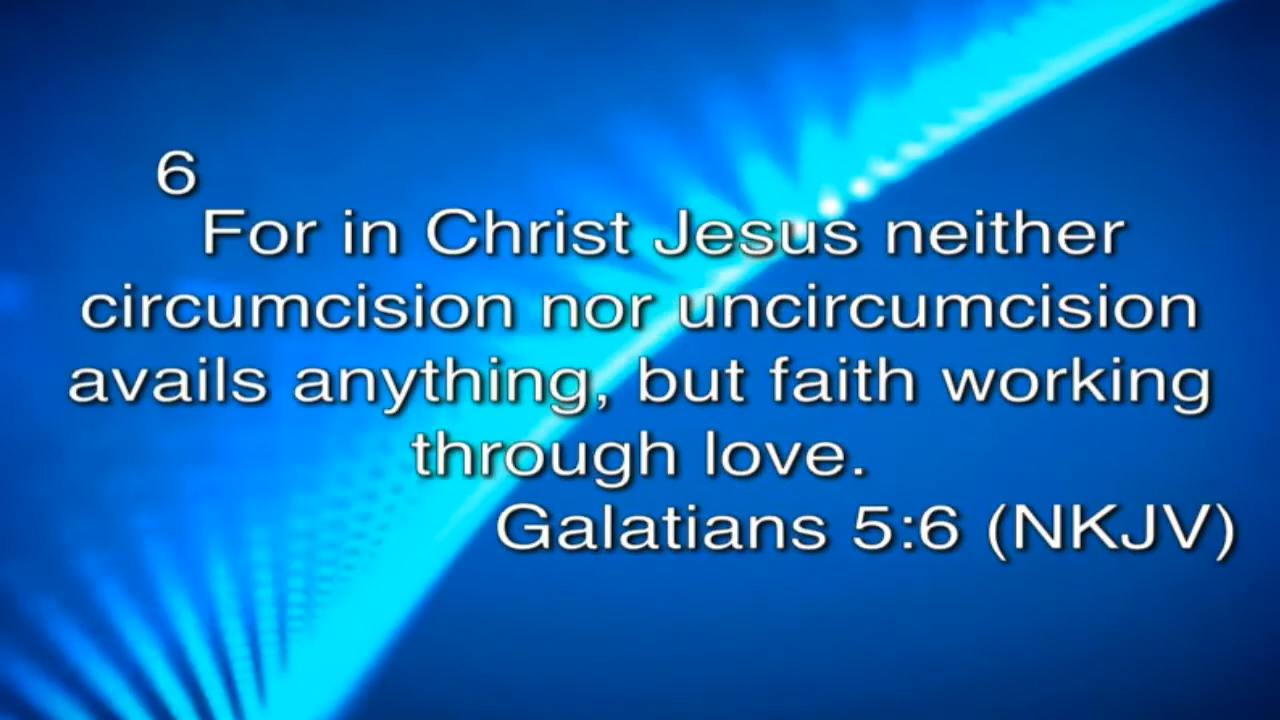 6
For in Christ Jesus neither
circumcision nor uncircumcision
avails anything, but faith working
through love.
Galatians 5:6 (NKJV)